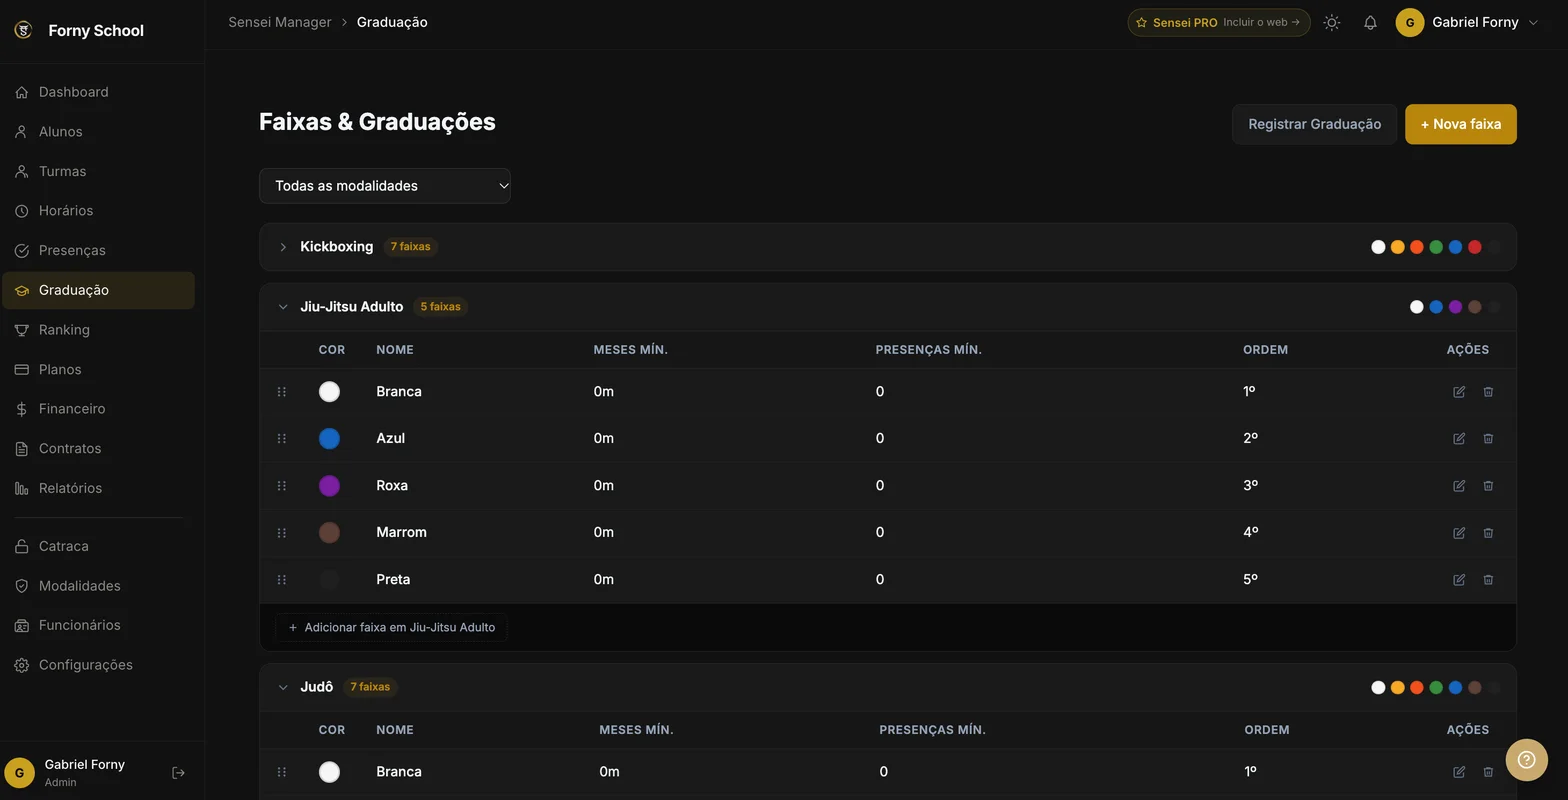 Forny School
Sensei Manager > Graduação
Sensei PRO Incluir o web →
G Gabriel Forny
Dashboard
Alunos
Turmas
Horários
Presenças
Graduação
Ranking
Planos
Financeiro
Contratos
Relatórios
Catraca
Modalidades
Funcionários
Configurações
G Gabriel Forny
Admin
Faixas & Graduações
Registrar Graduação
+ Nova faixa
Todas as modalidades
Kickboxing 7 faixas
Jiu-Jitsu Adulto 5 faixas
COR NOME MESES MÍN. PRESENÇAS MÍN. ORDEM AÇÕES
Branca 0m 0 1º
Azul 0m 0 2º
Roxa 0m 0 3º
Marrom 0m 0 4º
Preta 0m 0 5º
+ Adicionar faixa em Jiu-Jitsu Adulto
Judô 7 faixas
COR NOME MESES MÍN. PRESENÇAS MÍN. ORDEM AÇÕES
Branca 0m 0 1º